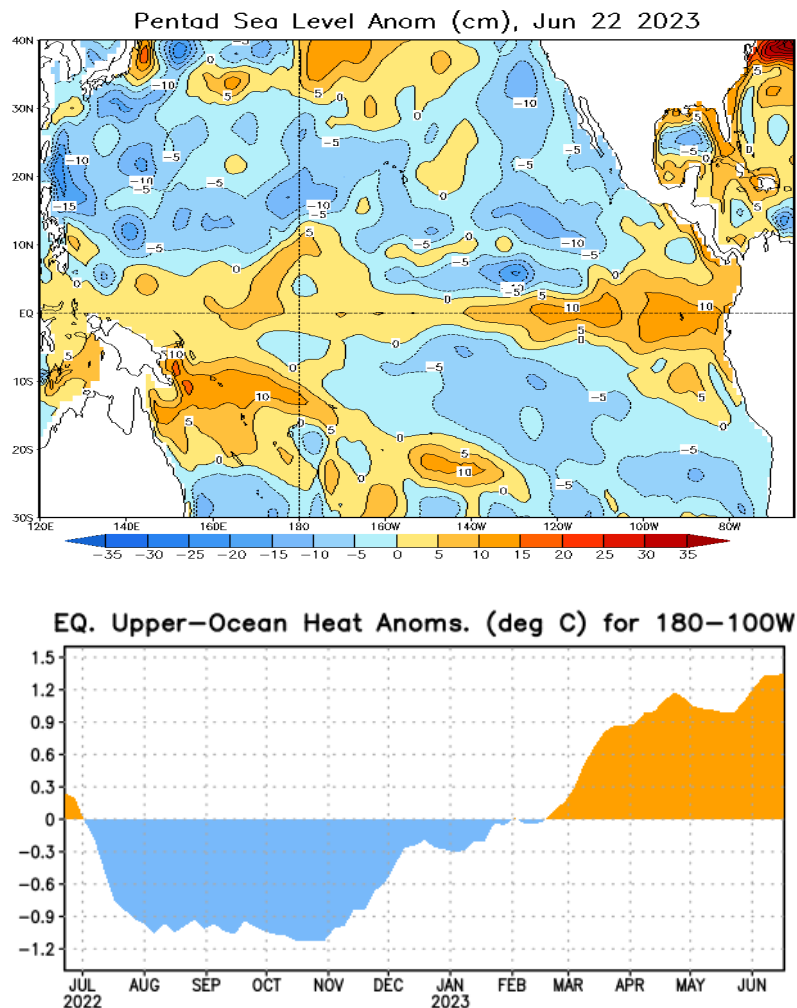 Pentad Sea Level Anom (cm), Jun 22 2023
40N
30N
20N
10N
EQ
10S
20S
30S
120E 140E 160E 180 160W 140W 120W 100W 80W
-35 -30 -25 -20 -15 -10 -5 0 5 10 15 20 25 30 35
EQ. Upper-Ocean Heat Anoms. (deg C) for 180-100W
1.5
1.2
0.9
0.6
0.3
0
-0.3
-0.6
-0.9
-1.2
JUL AUG SEP OCT NOV DEC JAN FEB MAR APR MAY JUN
2022 2023